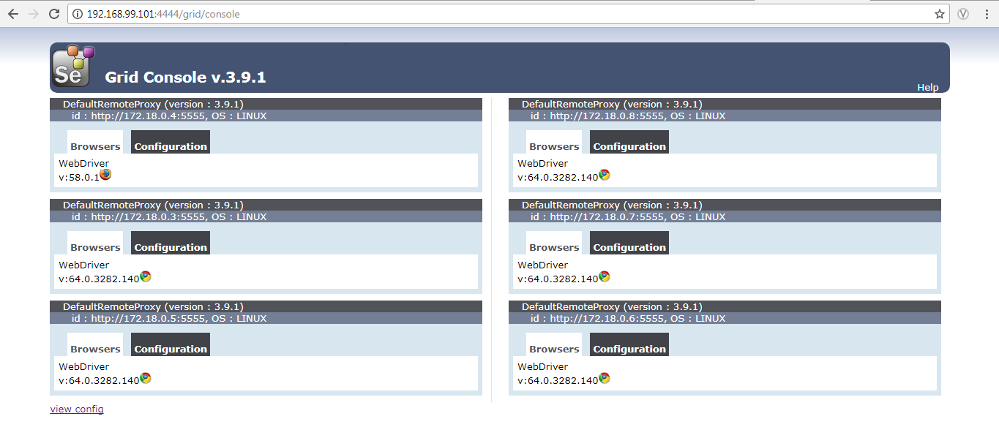 192.168.99.101:4444/grid/console
V
Se
Grid Console v.3.9.1
Help
DefaultRemoteProxy (version : 3.9.1)
id : http://172.18.0.4:5555, OS : LINUX
Browsers Configuration
WebDriver
v:58.0.1
DefaultRemoteProxy (version : 3.9.1)
id : http://172.18.0.3:5555, OS : LINUX
Browsers Configuration
WebDriver
v:64.0.3282.140
DefaultRemoteProxy (version : 3.9.1)
id : http://172.18.0.5:5555, OS : LINUX
Browsers Configuration
WebDriver
v:64.0.3282.140
DefaultRemoteProxy (version : 3.9.1)
id : http://172.18.0.8:5555, OS : LINUX
Browsers Configuration
WebDriver
v:64.0.3282.140
DefaultRemoteProxy (version : 3.9.1)
id : http://172.18.0.7:5555, OS : LINUX
Browsers Configuration
WebDriver
v:64.0.3282.140
DefaultRemoteProxy (version : 3.9.1)
id : http://172.18.0.6:5555, OS : LINUX
Browsers Configuration
WebDriver
v:64.0.3282.140
view config